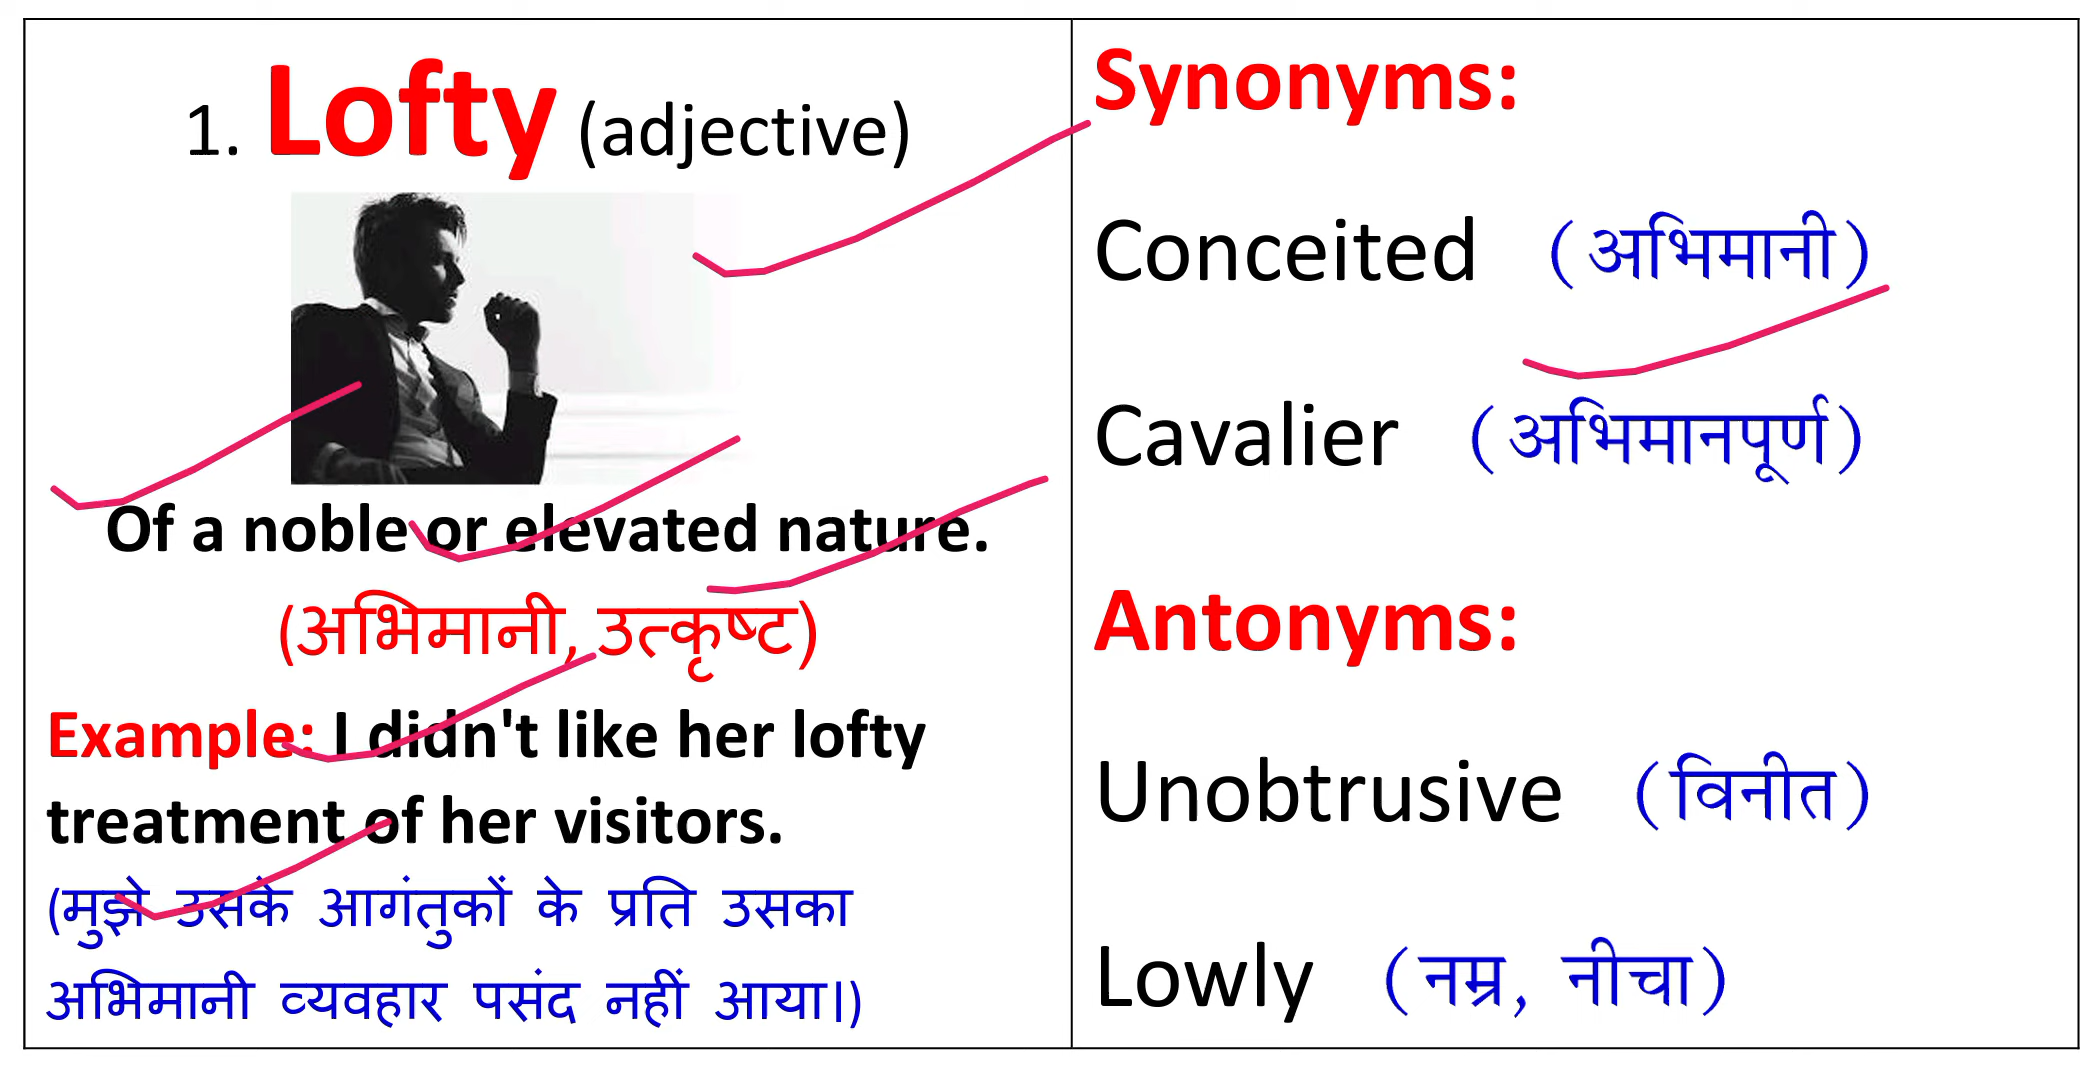 1. Lofty (adjective)
Of a noble or elevated nature.
(अभिमानी, उत्कृष्ट)
Example: I didn't like her lofty
treatment of her visitors.
(मुझे उसके आगंतुकों के प्रति उसका
अभिमानी व्यवहार पसंद नहीं आया।)
Synonyms:
Conceited (अभिमानी)
Cavalier (अभिमानपूर्ण)
Antonyms:
Unobtrusive (विनीत)
Lowly (नम्र, नीचा)